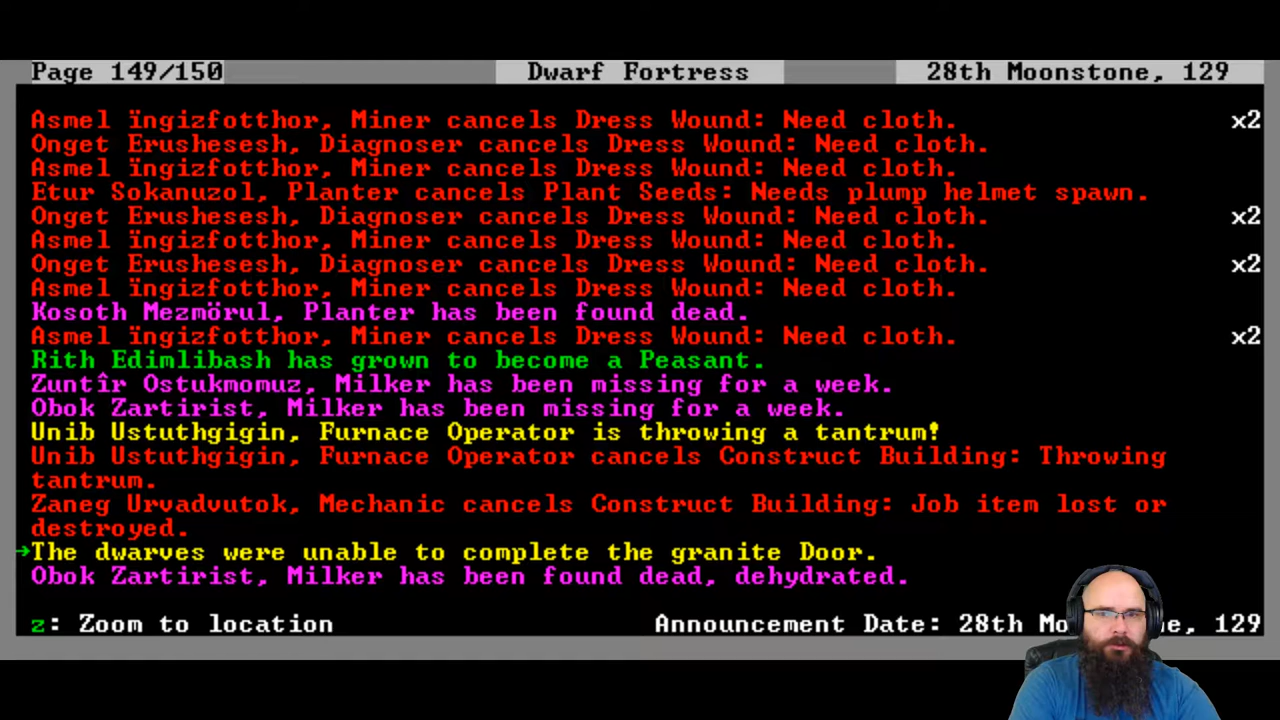 Page 149/150 Dwarf Fortress 28th Moonstone, 129
Asmel ïngizfotthor, Miner cancels Dress Wound: Need cloth. x2
Onget Erushesesh, Diagnoser cancels Dress Wound: Need cloth.
Asmel ïngizfotthor, Miner cancels Dress Wound: Need cloth.
Etur Sokanuzol, Planter cancels Plant Seeds: Needs plump helmet spawn.
Onget Erushesesh, Diagnoser cancels Dress Wound: Need cloth. x2
Asmel ïngizfotthor, Miner cancels Dress Wound: Need cloth.
Onget Erushesesh, Diagnoser cancels Dress Wound: Need cloth. x2
Asmel ïngizfotthor, Miner cancels Dress Wound: Need cloth.
Kosoth Mezmörul, Planter has been found dead.
Asmel ïngizfotthor, Miner cancels Dress Wound: Need cloth. x2
Rith Edimlibash has grown to become a Peasant.
Zuntîr Ostukmomuz, Milker has been missing for a week.
Obok Zartirist, Milker has been missing for a week.
Unib Ustuthgigin, Furnace Operator is throwing a tantrum!
Unib Ustuthgigin, Furnace Operator cancels Construct Building: Throwing
tantrum.
Zaneg Urvadvutok, Mechanic cancels Construct Building: Job item lost or
destroyed.
→The dwarves were unable to complete the granite Door.
Obok Zartirist, Milker has been found dead, dehydrated.
z: Zoom to location Announcement Date: 28th 129